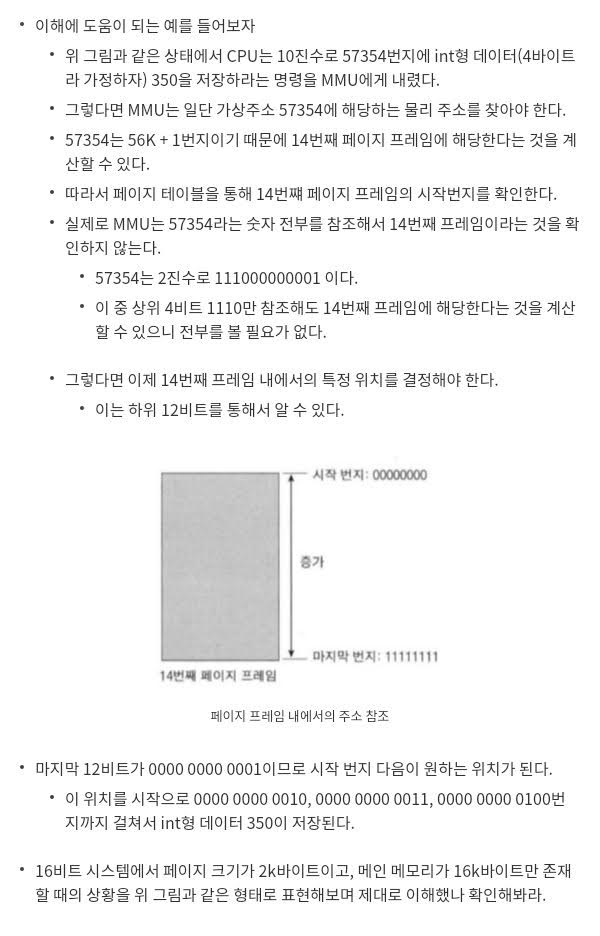 이해에 도움이 되는 예를 들어보자
위 그림과 같은 상태에서 CPU는 10진수로 57354번지에 int형 데이터(4바이트
라 가정하자) 350을 저장하라는 명령을 MMU에게 내렸다.
그렇다면 MMU는 일단 가상주소 57354에 해당하는 물리 주소를 찾아야 한다.
57354는 56K + 1번지이기 때문에 14번째 페이지 프레임에 해당한다는 것을 계
산할 수 있다.
따라서 페이지 테이블을 통해 14번쨰 페이지 프레임의 시작번지를 확인한다.
실제로 MMU는 57354라는 숫자 전부를 참조해서 14번째 프레임이라는 것을 확
인하지 않는다.
57354는 2진수로 111000000001 이다.
이 중 상위 4비트 1110만 참조해도 14번째 프레임에 해당한다는 것을 계산
할 수 있으니 전부를 볼 필요가 없다.
그렇다면 이제 14번째 프레임 내에서의 특정 위치를 결정해야 한다.
이는 하위 12비트를 통해서 알 수 있다.
시작 번지: 00000000
증가
마지막 번지: 11111111
14번째 페이지 프레임
페이지 프레임 내에서의 주소 참조
마지막 12비트가 0000 0000 0001이므로 시작 번지 다음이 원하는 위치가 된다.
이 위치를 시작으로 0000 0000 0010, 0000 0000 0011, 0000 0000 0100번
지까지 걸쳐서 int형 데이터 350이 저장된다.
16비트 시스템에서 페이지 크기가 2k바이트이고, 메인 메모리가 16k바이트만 존재
할 때의 상황을 위 그림과 같은 형태로 표현해보며 제대로 이해했나 확인해봐라.